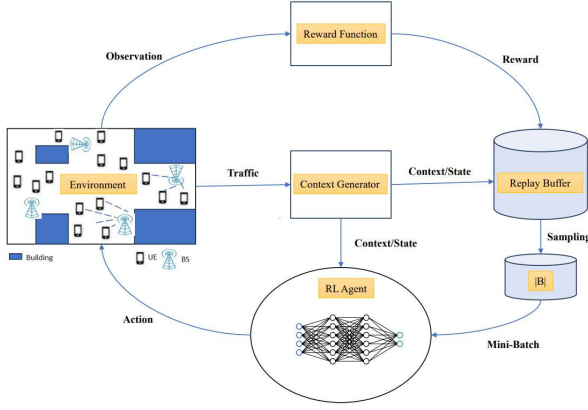 Reward Function
Observation
Reward
Environment
Traffic
Context Generator
Context/State
Replay Buffer
Building
UE
BS
Context/State
Sampling
RL Agent
|B|
Action
Mini-Batch